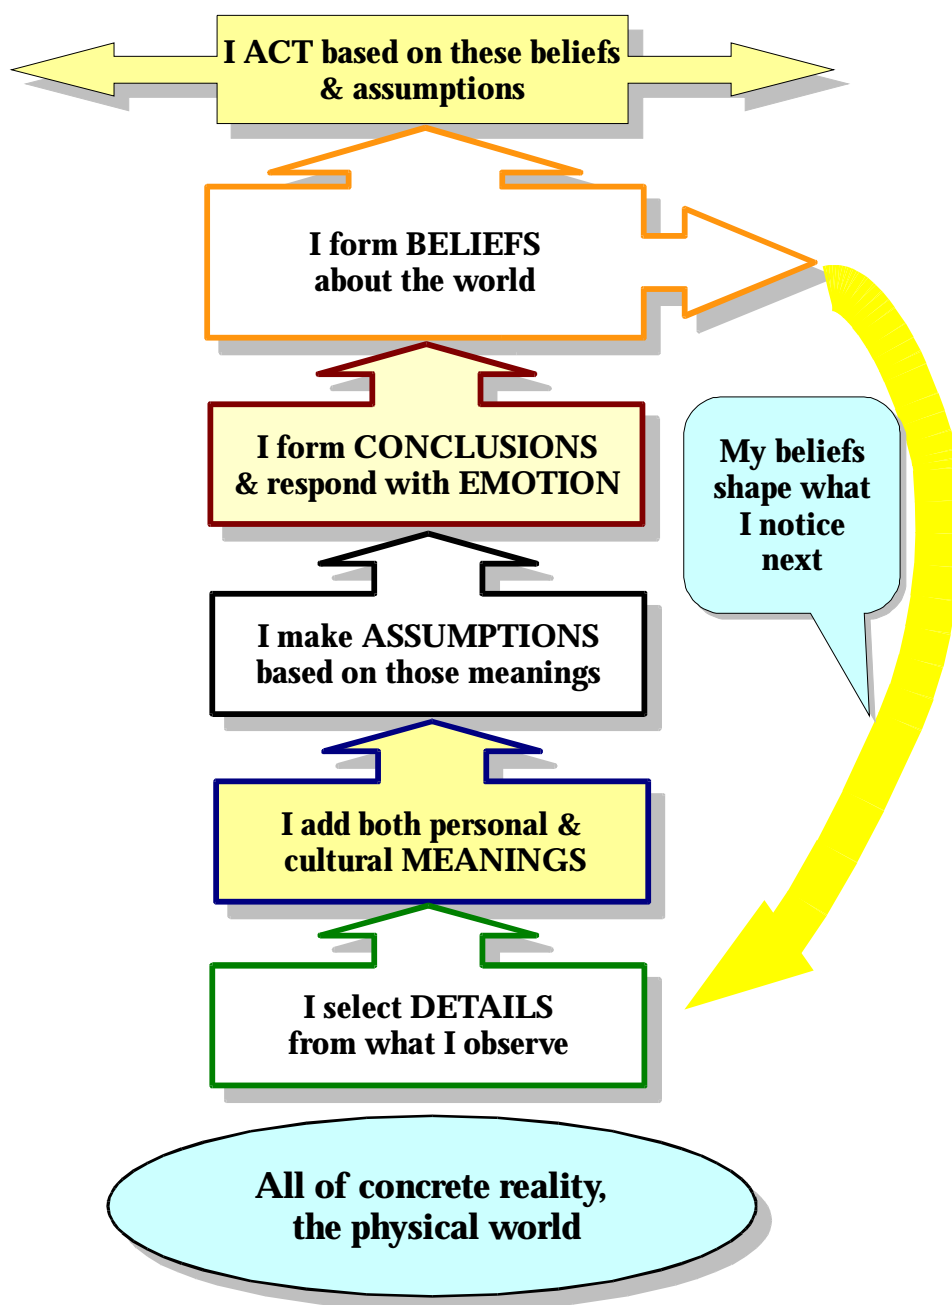 I ACT based on these beliefs
& assumptions
I form BELIEFS
about the world
I form CONCLUSIONS
& respond with EMOTION
My beliefs
shape what
I notice
next
I make ASSUMPTIONS
based on those meanings
I add both personal &
cultural MEANINGS
I select DETAILS
from what I observe
All of concrete reality,
the physical world